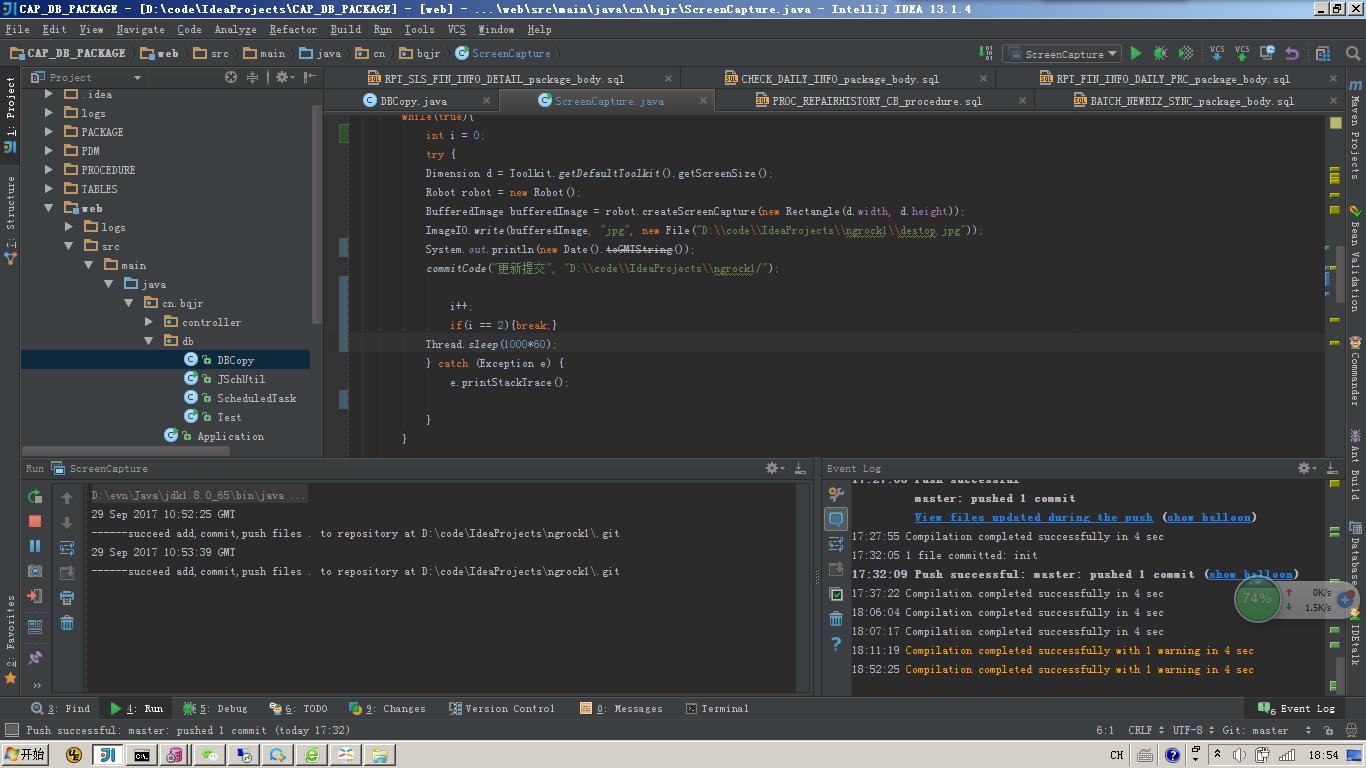 CAP_DB_PACKAGE - [D:\code\IdeaProjects\CAP_DB_PACKAGE] - [web] - ...\web\src\main\java\cn\bqjr\ScreenCapture.java - IntelliJ IDEA 13.1.4
File Edit View Navigate Code Analyze Refactor Build Run Tools VCS Window Help
CAP_DB_PACKAGE web src main java cn bqjr ScreenCapture
ScreenCapture
VCS VCS
Project
RPT_SLS_FIN_INFO_DETAIL_package_body.sql CHECK_DAILY_INFO_package_body.sql RPT_FIN_INFO_DAILY_PRC_package_body.sql
DBCopy.java ScreenCapture.java PROC_REPAIRHISTORY_CB_procedure.sql BATCH_NEWBIZ_SYNC_package_body.sql
1: Project
7: Structure
2: Favorites
.idea
logs
PACKAGE
PDM
PROCEDURE
TABLES
web
logs
src
main
java
cn.bqjr
controller
db
DBCopy
JSchUtil
ScheduledTask
Test
Application
while(true){
int i = 0;
try {
Dimension d = Toolkit.getDefaultToolkit().getScreenSize();
Robot robot = new Robot();
BufferedImage bufferedImage = robot.createScreenCapture(new Rectangle(d.width, d.height));
ImageIO.write(bufferedImage, "jpg", new File("D:\\code\\IdeaProjects\\ngrock1\\destop.jpg"));
System.out.println(new Date().toGMTString());
commitCode("更新提交", "D:\\code\\IdeaProjects\\ngrock1/");
i++;
if(i == 2){break;}
Thread.sleep(1000*60);
} catch (Exception e) {
e.printStackTrace();
}
}
Maven Projects
Bean Validation
Commander
Ant Build
Database
IDEtalk
Run ScreenCapture
D:\evn\Java\jdk1.8.0_65\bin\java ...
29 Sep 2017 10:52:25 GMT
------succeed add,commit,push files . to repository at D:\code\IdeaProjects\ngrock1\.git
29 Sep 2017 10:53:39 GMT
------succeed add,commit,push files . to repository at D:\code\IdeaProjects\ngrock1\.git
Event Log
Push successful
master: pushed 1 commit
View files updated during the push (show balloon)
17:27:55 Compilation completed successfully in 4 sec
17:32:05 1 file committed: init
17:32:09 Push successful: master: pushed 1 commit (show balloon)
17:37:22 Compilation completed successfully in 4 sec
18:06:04 Compilation completed successfully in 4 sec
18:07:17 Compilation completed successfully in 4 sec
18:11:19 Compilation completed successfully with 1 warning in 4 sec
18:52:25 Compilation completed successfully with 1 warning in 4 sec
74% 0K/s
1.5K/s
3: Find 4: Run 5: Debug 6: TODO 9: Changes Version Control 0: Messages Terminal Event Log
Push successful: master: pushed 1 commit (today 17:32) 6:1 CRLF UTF-8 Git: master
开始 CH 18:54